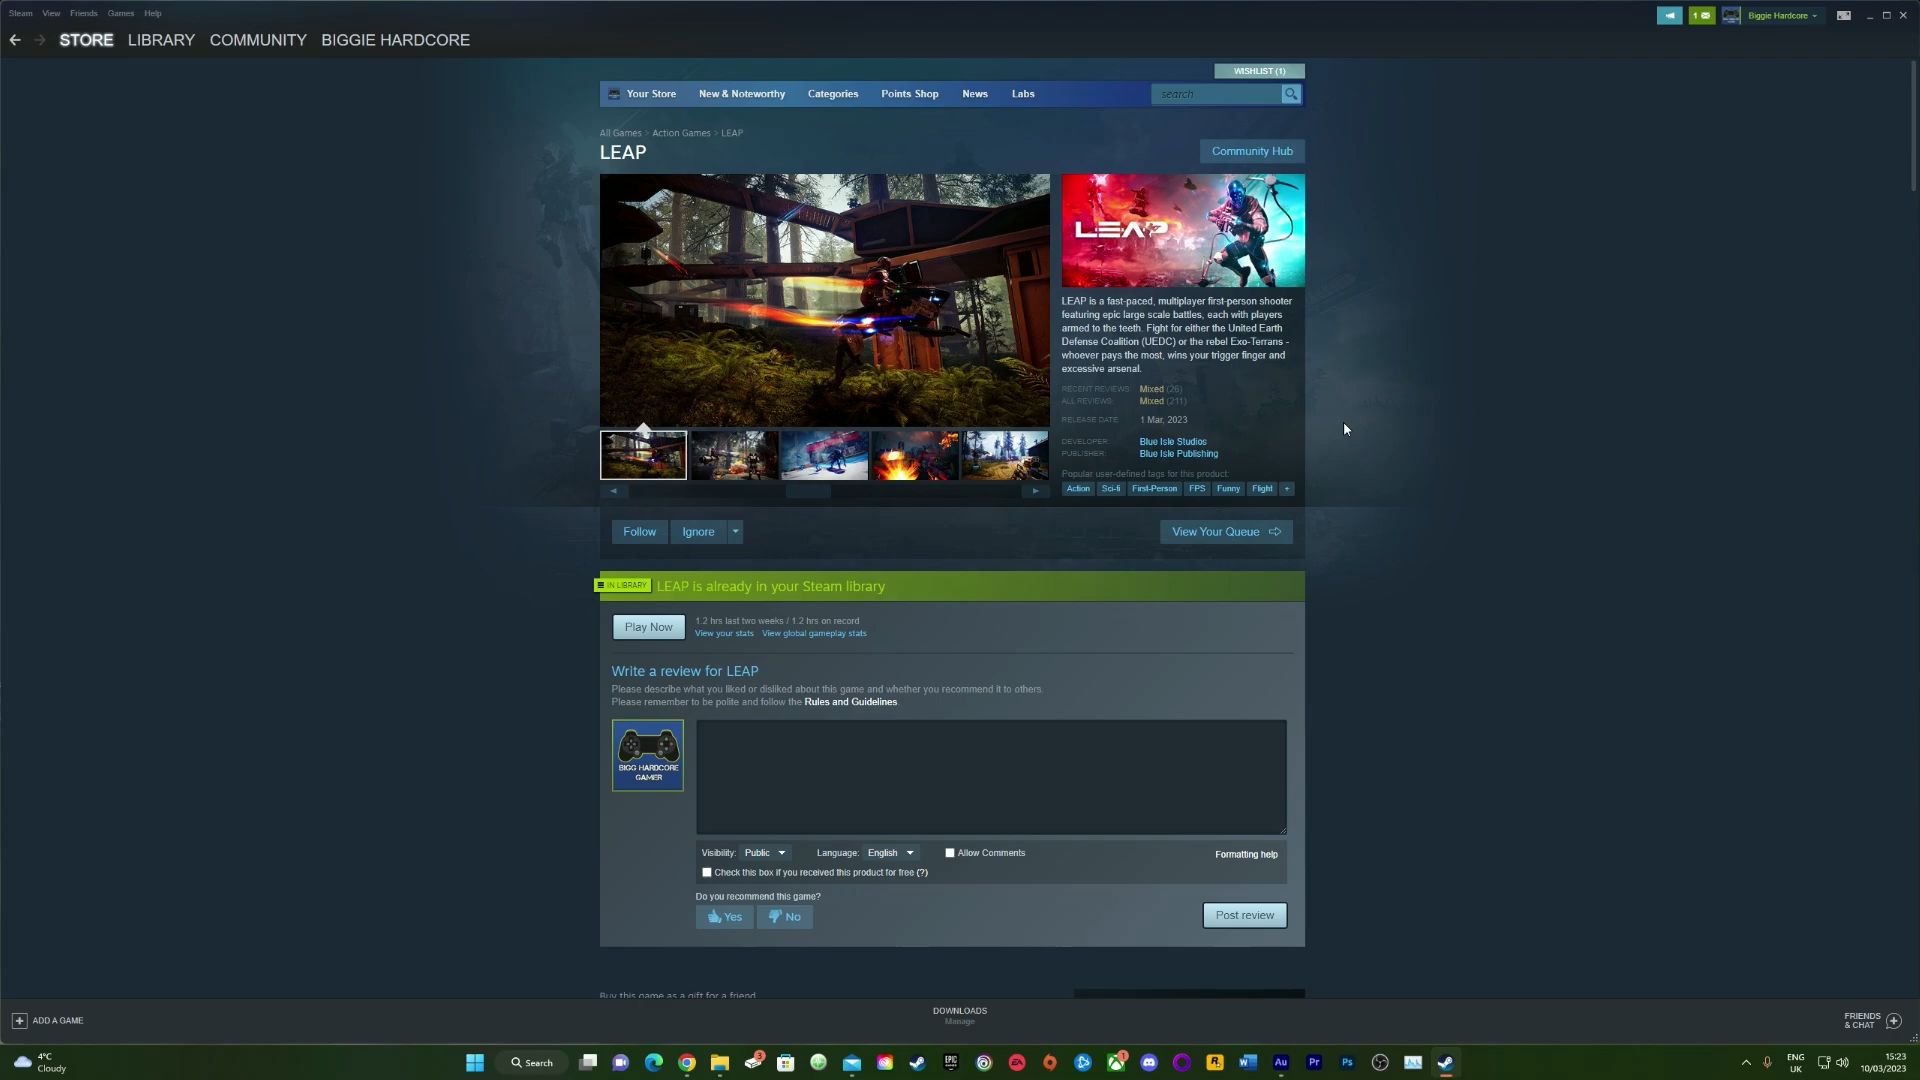 Steam View Friends Games Help
1 Biggie Hardcore
STORE LIBRARY COMMUNITY BIGGIE HARDCORE
WISHLIST (1)
Your Store New & Noteworthy Categories Points Shop News Labs search
All Games > Action Games > LEAP
LEAP
Community Hub
LEAP
LEAP is a fast-paced, multiplayer first-person shooter
featuring epic large scale battles, each with players
armed to the teeth. Fight for either the United Earth
Defense Coalition (UEDC) or the rebel Exo-Terrans -
whoever pays the most, wins your trigger finger and
excessive arsenal.
RECENT REVIEWS: Mixed (26)
ALL REVIEWS: Mixed (211)
RELEASE DATE: 1 Mar, 2023
DEVELOPER: Blue Isle Studios
PUBLISHER: Blue Isle Publishing
Popular user-defined tags for this product:
Action Sci-fi First-Person FPS Funny Flight +
Follow Ignore View Your Queue
IN LIBRARY LEAP is already in your Steam library
Play Now
1.2 hrs last two weeks / 1.2 hrs on record
View your stats View global gameplay stats
Write a review for LEAP
Please describe what you liked or disliked about this game and whether you recommend it to others.
Please remember to be polite and follow the Rules and Guidelines.
BIGG HARDCORE
GAMER
Visibility: Public Language: English Allow Comments Formatting help
Check this box if you received this product for free (?)
Do you recommend this game?
Yes No Post review
Buy this game as a gift for a friend
ADD A GAME
DOWNLOADS
Manage
FRIENDS
& CHAT
4°C
Cloudy
Search
3
EPIC
GAMES
EA
1
R
W
Au
Pr
Ps
ENG
UK
15:23
10/03/2023